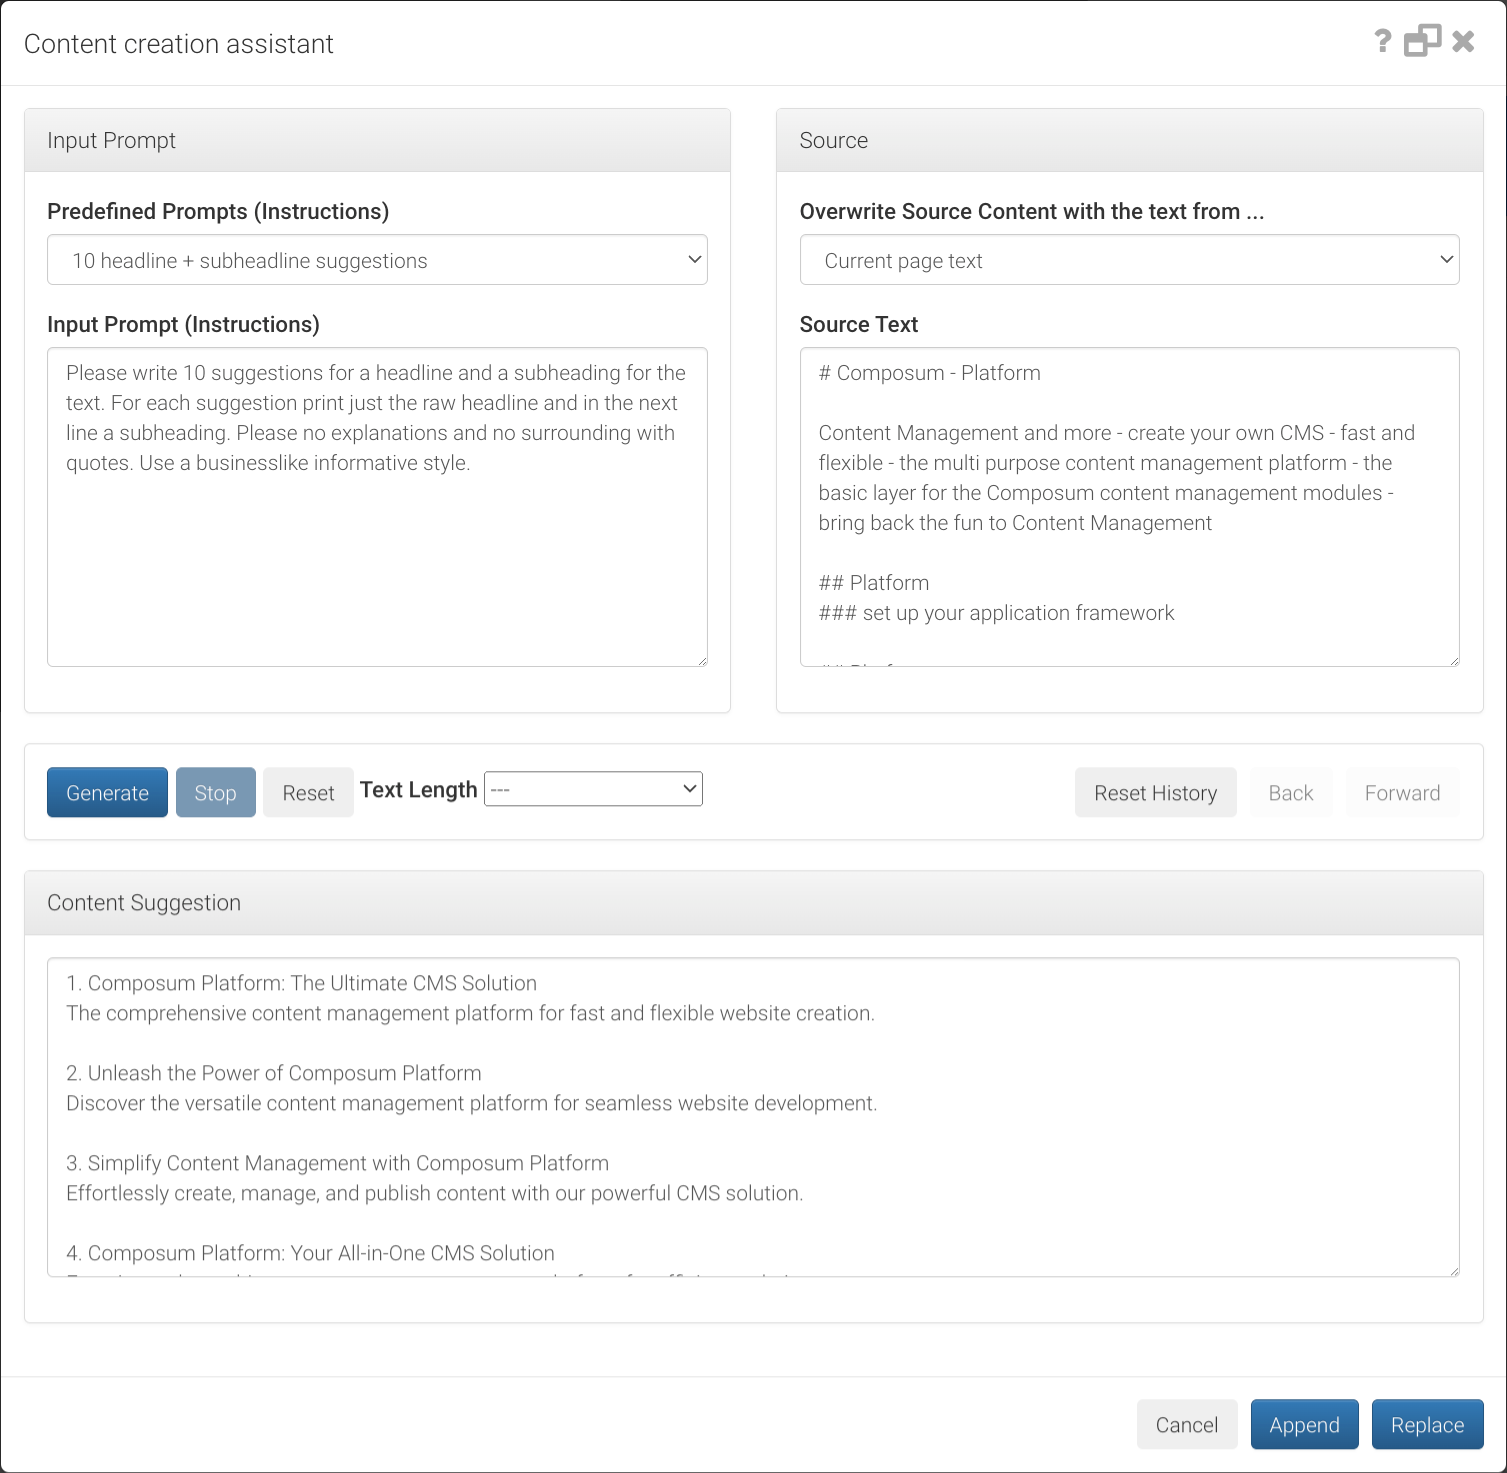 Content creation assistant
?
Input Prompt
Predefined Prompts (Instructions)
10 headline + subheadline suggestions
Input Prompt (Instructions)
Please write 10 suggestions for a headline and a subheading for the
text. For each suggestion print just the raw headline and in the next
line a subheading. Please no explanations and no surrounding with
quotes. Use a businesslike informative style.
Source
Overwrite Source Content with the text from ...
Current page text
Source Text
# Composum - Platform
Content Management and more - create your own CMS - fast and
flexible - the multi purpose content management platform - the
basic layer for the Composum content management modules -
bring back the fun to Content Management
## Platform
### set up your application framework
Generate
Stop
Reset
Text Length
---
Reset History
Back
Forward
Content Suggestion
1. Composum Platform: The Ultimate CMS Solution
The comprehensive content management platform for fast and flexible website creation.
2. Unleash the Power of Composum Platform
Discover the versatile content management platform for seamless website development.
3. Simplify Content Management with Composum Platform
Effortlessly create, manage, and publish content with our powerful CMS solution.
4. Composum Platform: Your All-in-One CMS Solution
Cancel
Append
Replace